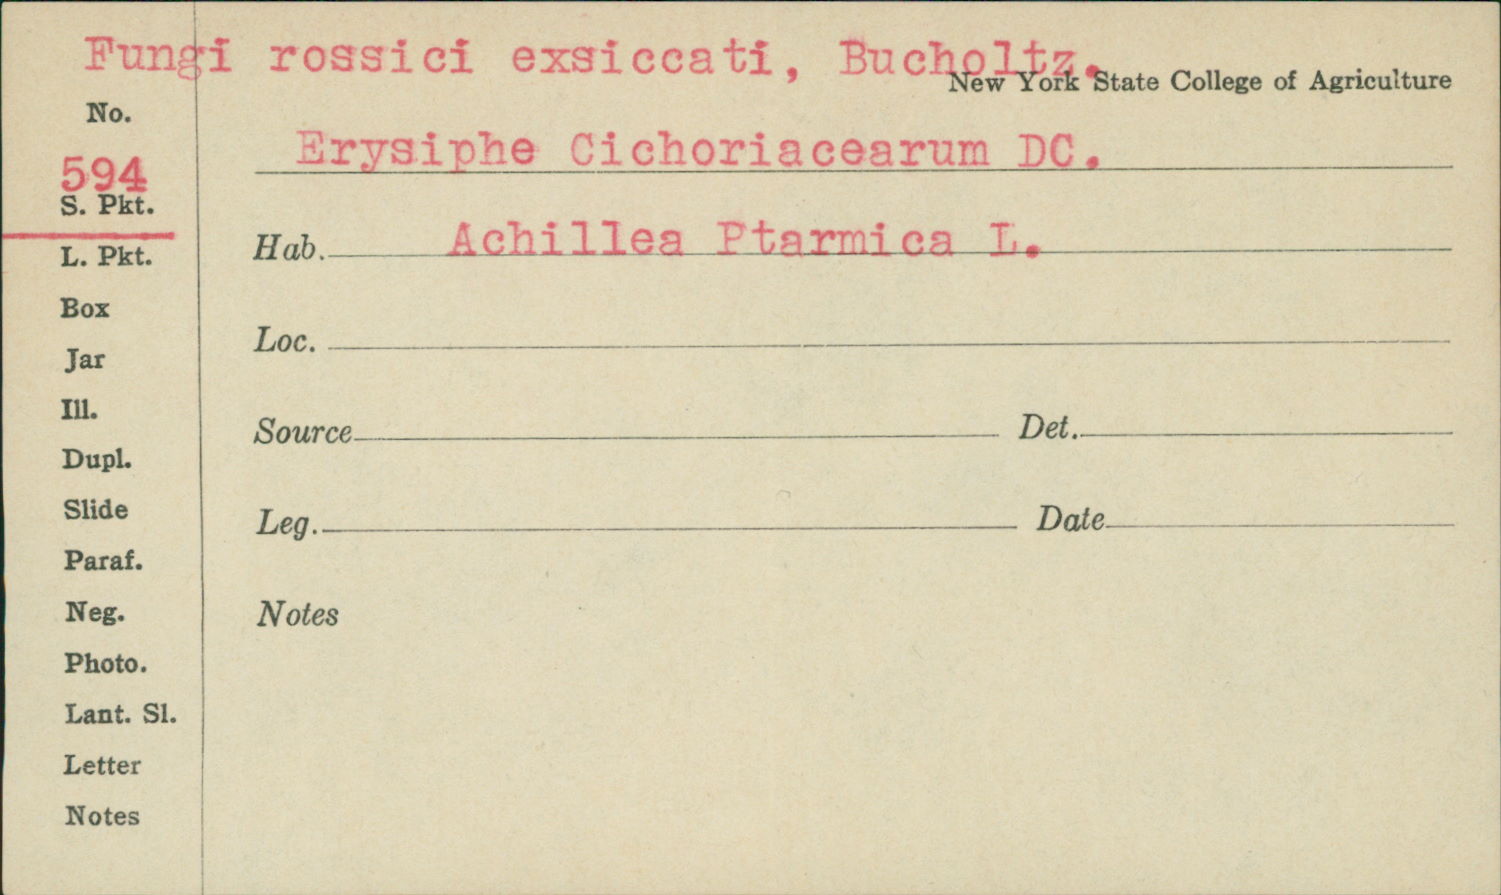 Fungi rossici exsiccati, Bucholtz.
New York State College of Agriculture
No.
594
Erysiphe Cichoriacearum DC.
S. Pkt.
Hab. Achillea Ptarmica L.
L. Pkt.
Box
Loc.
Jar
Ill.
Source Det.
Dupl.
Slide
Leg. Date
Paraf.
Neg.
Notes
Photo.
Lant. Sl.
Letter
Notes